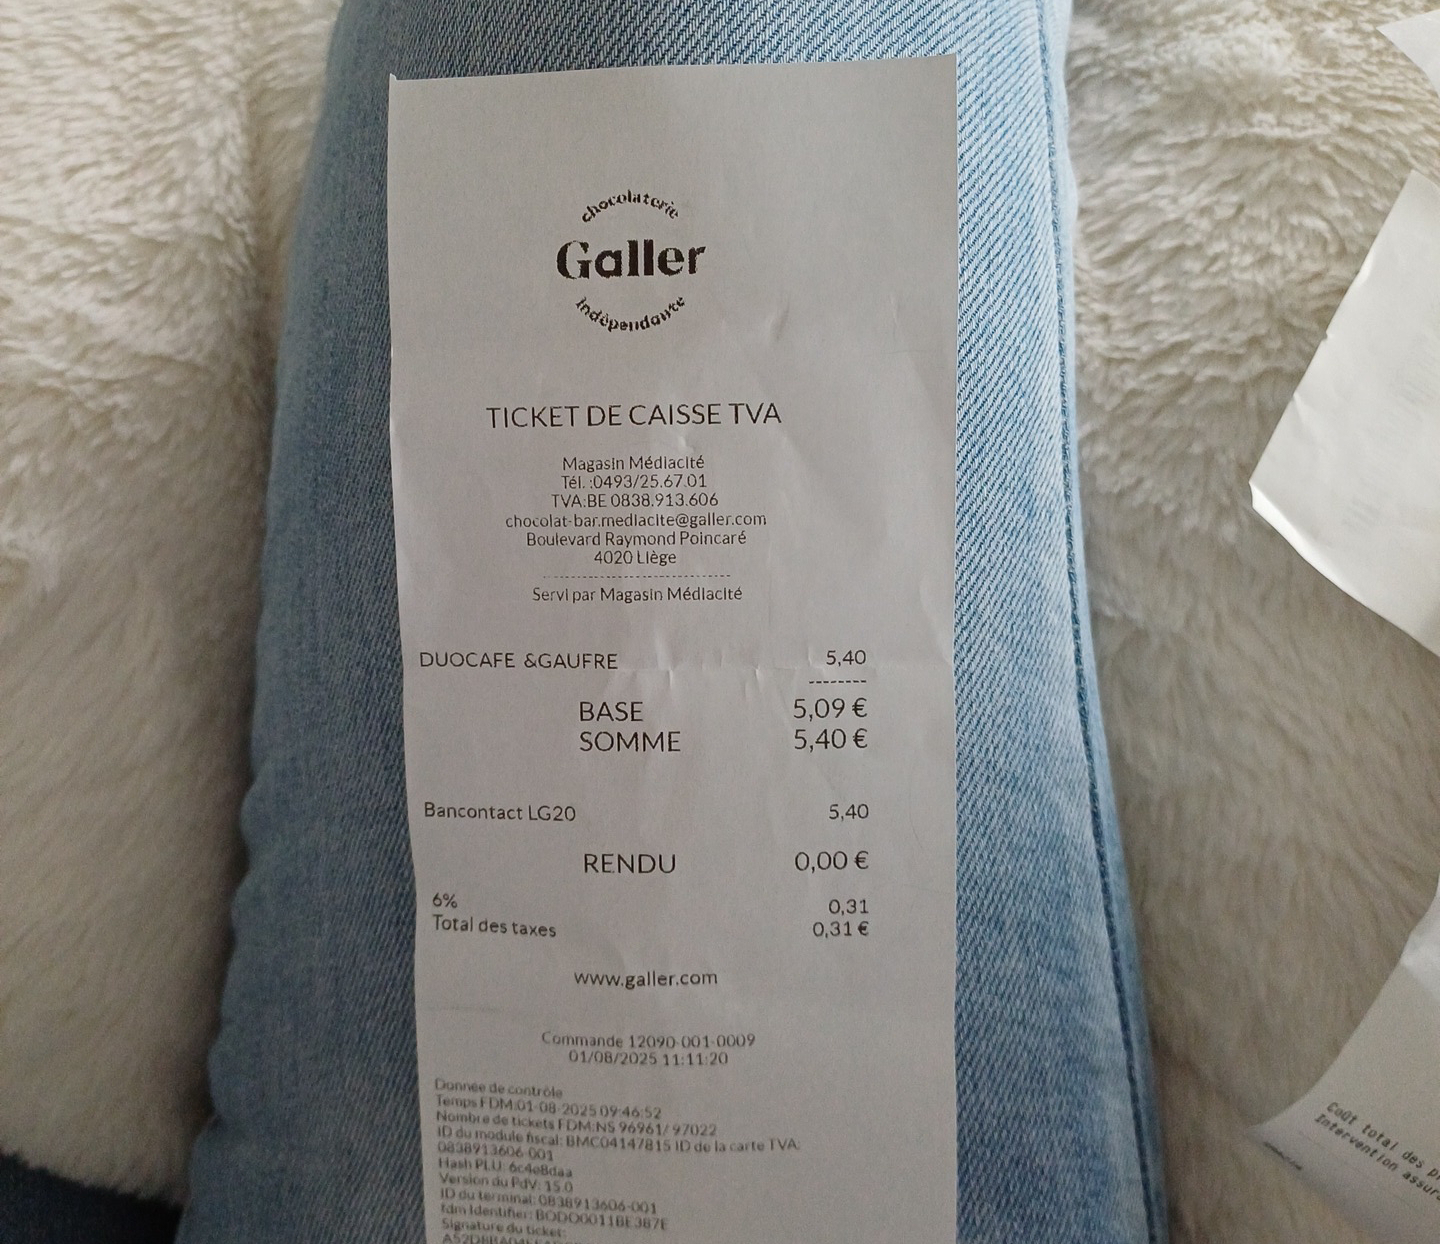 chocolaterie
Galler
indépendante
TICKET DE CAISSE TVA
Magasin Médiacité
Tél. :0493/25.67.01
TVA:BE 0838.913.606
chocolat-bar.mediacite@galler.com
Boulevard Raymond Poincaré
4020 Liège
--------------------------------
Servi par Magasin Médiacité
DUOCAFE &GAUFRE 5,40
--------
BASE 5,09 €
SOMME 5,40 €
Bancontact LG20 5,40
RENDU 0,00 €
6% 0,31
Total des taxes 0,31 €
www.galler.com
Commande 12090-001-0009
01/08/2025 11:11:20
Donnée de contrôle
Temps FDM:01-08-2025 09:46:52
Nombre de tickets FDM:NS 96961/ 97022
ID du module fiscal: BMC04147815 ID de la carte TVA:
0838913606-001
Hash PLU: 6c4e8daa
Version du PdV: 15.0
ID du terminal: 0838913606-001
fdm Identifier: BODO0011BE387E
Signature du ticket:
Coût total des
Intervention